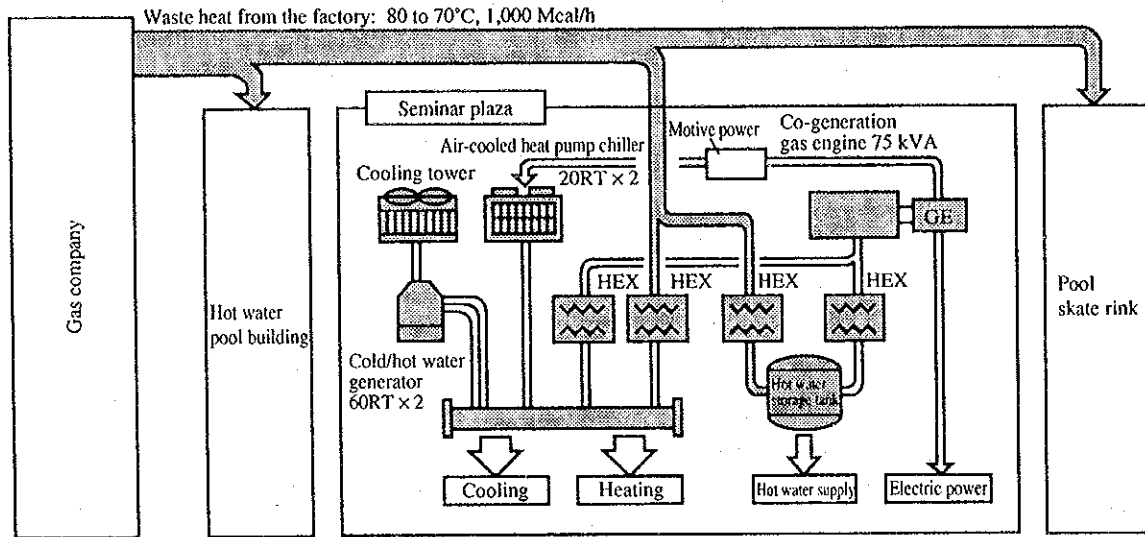 Waste heat from the factory: 80 to 70°C, 1,000 Mcal/h
Gas company
Hot water
pool building
Seminar plaza
Cooling tower
Air-cooled heat pump chiller
20RT × 2
Motive power
Co-generation
gas engine 75 kVA
GE
HEX
HEX
HEX
HEX
Cold/hot water
generator
60RT × 2
Hot water
storage tank
Cooling
Heating
Hot water supply
Electric power
Pool
skate rink